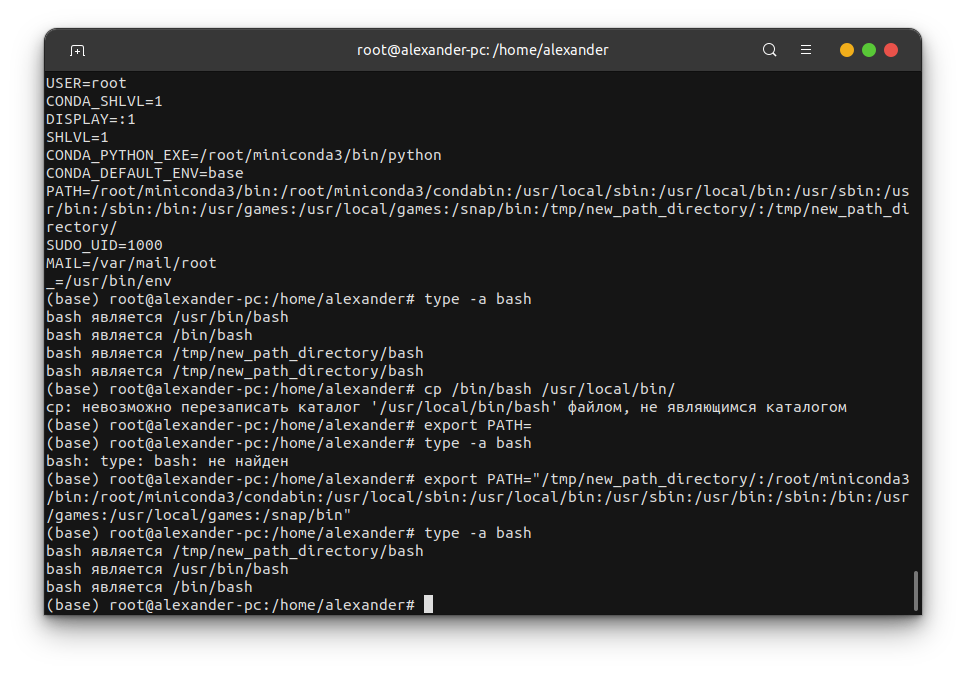 root@alexander-pc: /home/alexander
USER=root
CONDA_SHLVL=1
DISPLAY=:1
SHLVL=1
CONDA_PYTHON_EXE=/root/miniconda3/bin/python
CONDA_DEFAULT_ENV=base
PATH=/root/miniconda3/bin:/root/miniconda3/condabin:/usr/local/sbin:/usr/local/bin:/usr/sbin:/us
r/bin:/sbin:/bin:/usr/games:/usr/local/games:/snap/bin:/tmp/new_path_directory/:/tmp/new_path_di
rectory/
SUDO_UID=1000
MAIL=/var/mail/root
_=/usr/bin/env
(base) root@alexander-pc:/home/alexander# type -a bash
bash является /usr/bin/bash
bash является /bin/bash
bash является /tmp/new_path_directory/bash
bash является /tmp/new_path_directory/bash
(base) root@alexander-pc:/home/alexander# cp /bin/bash /usr/local/bin/
cp: невозможно перезаписать каталог '/usr/local/bin/bash' файлом, не являющимся каталогом
(base) root@alexander-pc:/home/alexander# export PATH=
(base) root@alexander-pc:/home/alexander# type -a bash
bash: type: bash: не найден
(base) root@alexander-pc:/home/alexander# export PATH="/tmp/new_path_directory/:/root/miniconda3
/bin:/root/miniconda3/condabin:/usr/local/sbin:/usr/local/bin:/usr/sbin:/usr/bin:/sbin:/bin:/usr
/games:/usr/local/games:/snap/bin"
(base) root@alexander-pc:/home/alexander# type -a bash
bash является /tmp/new_path_directory/bash
bash является /usr/bin/bash
bash является /bin/bash
(base) root@alexander-pc:/home/alexander#